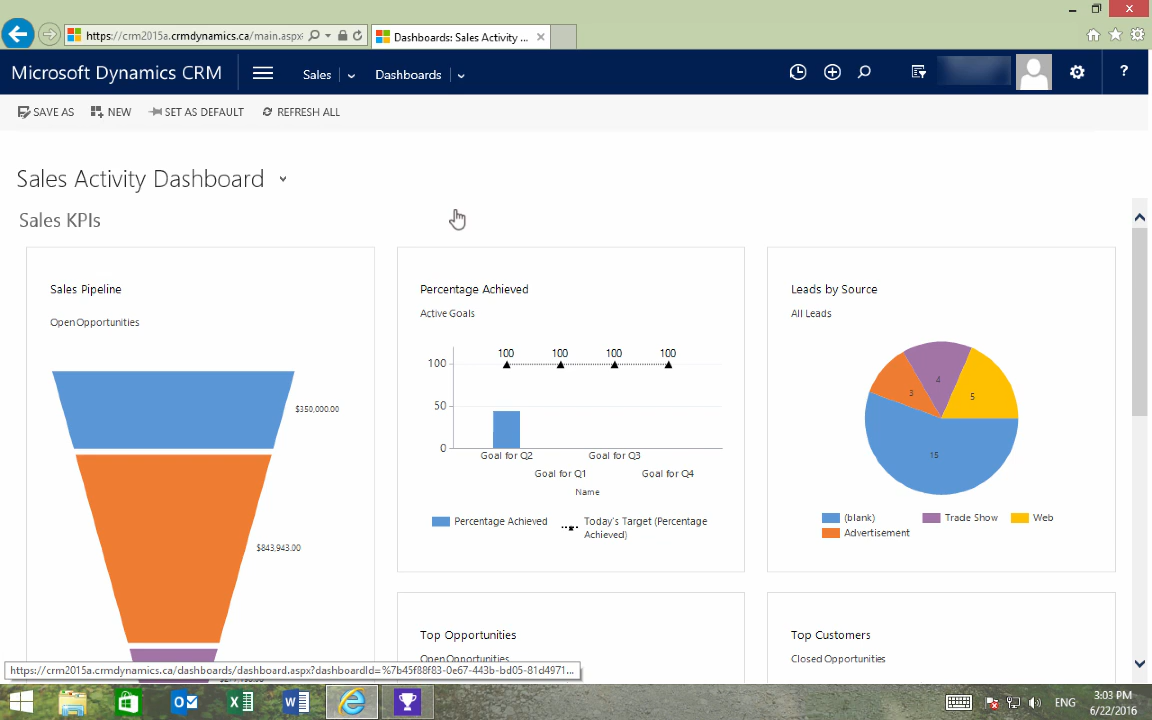 https://crm2015a.crmdynamics.ca/main.aspx
Dashboards: Sales Activity ...
Microsoft Dynamics CRM
Sales
Dashboards
?
SAVE AS
NEW
SET AS DEFAULT
REFRESH ALL
Sales Activity Dashboard
Sales KPIs
Sales Pipeline
Open Opportunities
$350,000.00
$843,943.00
Percentage Achieved
Active Goals
100
50
0
100 100 100 100
Goal for Q2
Goal for Q1
Goal for Q3
Goal for Q4
Name
Percentage Achieved
Today's Target (Percentage
Achieved)
Leads by Source
All Leads
3
4
5
15
(blank)
Trade Show
Web
Advertisement
Top Opportunities
Open Opportunities
Top Customers
Closed Opportunities
https://crm2015a.crmdynamics.ca/dashboards/dashboard.aspx?dashboardId=%7b45f88f83-0e67-443b-bd05-81d4971...
ENG
3:03 PM
6/22/2016